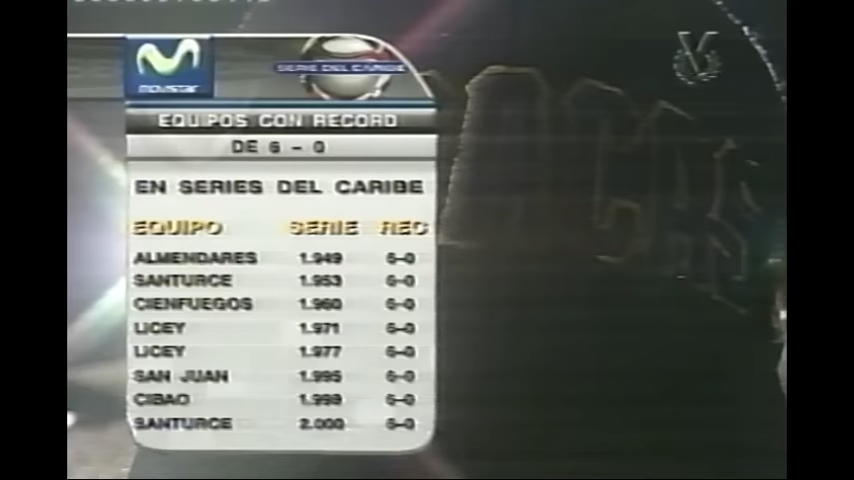 movistar
SERIE DEL CARIBE
EQUIPOS CON RECORD
DE 6 - 0
EN SERIES DEL CARIBE
EQUIPO SERIE REC
ALMENDARES 1.949 6-0
SANTURCE 1.953 6-0
CIENFUEGOS 1.960 6-0
LICEY 1.971 6-0
LICEY 1.977 6-0
SAN JUAN 1.995 6-0
CIBAO 1.998 6-0
SANTURCE 2.000 6-0